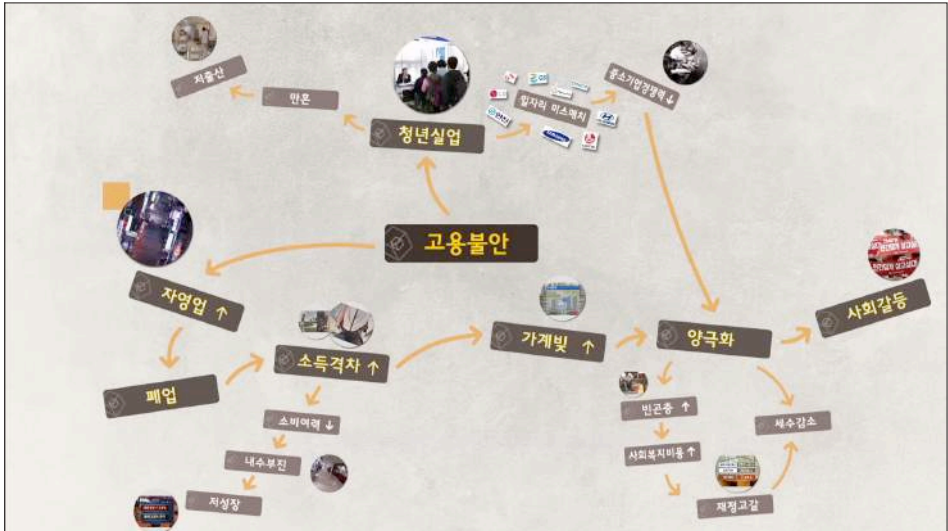 저출산
만혼
청년실업
일자리 미스매치
중소기업경쟁력↓
고용불안
자영업 ↑
폐업
소득격차 ↑
소비여력 ↓
내수부진
저성장
가계빚 ↑
양극화
사회갈등
빈곤층 ↑
사회복지비용 ↑
재정고갈
세수감소